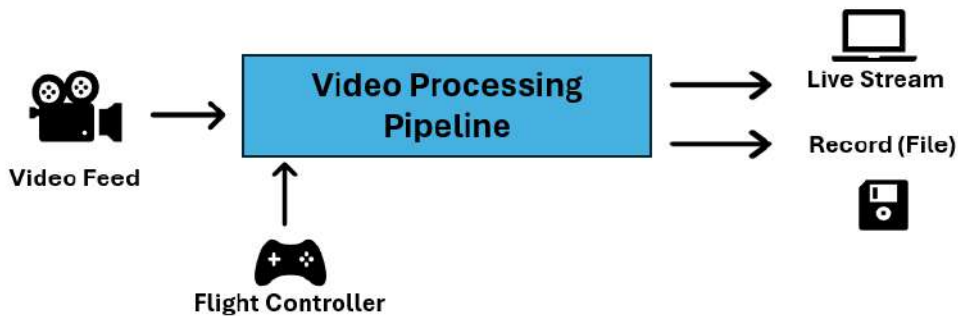 Video Feed
Video Processing
Pipeline
Live Stream
Record (File)
Flight Controller